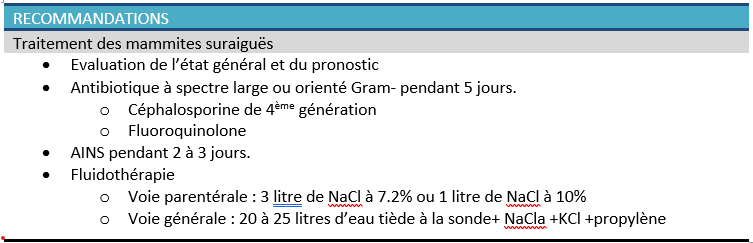 RECOMMANDATIONS
Traitement des mammites suraiguës
• Evaluation de l'état général et du pronostic
• Antibiotique à spectre large ou orienté Gram- pendant 5 jours.
o Céphalosporine de 4ème génération
o Fluoroquinolone
• AINS pendant 2 à 3 jours.
• Fluidothérapie
o Voie parentérale : 3 litre de NaCl à 7.2% ou 1 litre de NaCl à 10%
o Voie générale : 20 à 25 litres d'eau tiède à la sonde+ NaCla +KCl +propylène